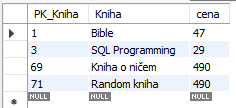 PK_Kniha Kniha cena
1 Bible 47
3 SQL Programming 29
69 Kniha o ničem 490
71 Random kniha 490
NULL NULL NULL